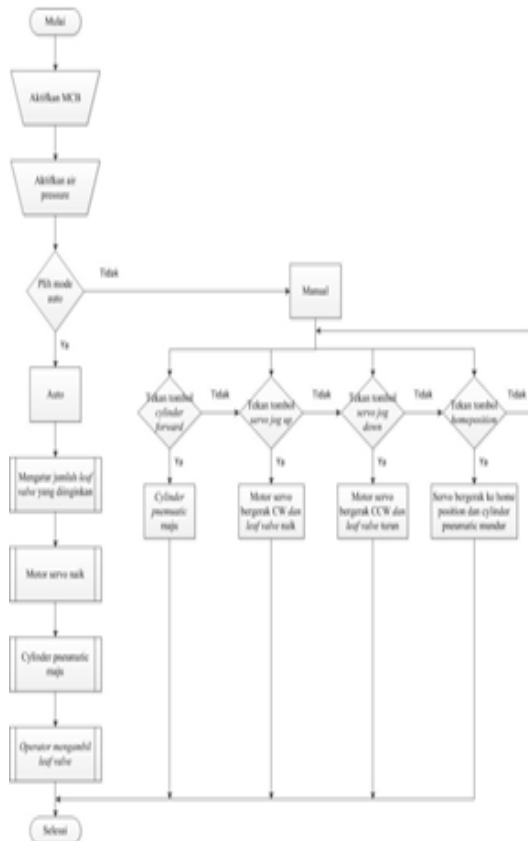 Mulai
Aktifkan MCB
Aktifkan air
pressure
Pilih mode
auto
Tidak
Manual
Ya
Auto
Tekan tombol
cylinder
forward
Tidak
Tekan tombol
servo jog up
Tidak
Tekan tombol
servo jog
down
Tidak
Tekan tombol
homeposition
Tidak
Ya
Ya
Ya
Ya
Mengatur jumlah leaf
valve yang diinginkan
Cylinder
pneumatic
maju
Motor servo
bergerak CW dan
leaf valve naik
Motor servo
bergerak CCW dan
leaf valve turun
Servo bergerak ke home
position dan cylinder
pneumatic mundur
Motor servo naik
Cylinder pneumatic
maju
Operator mengambil
leaf valve
Selesai